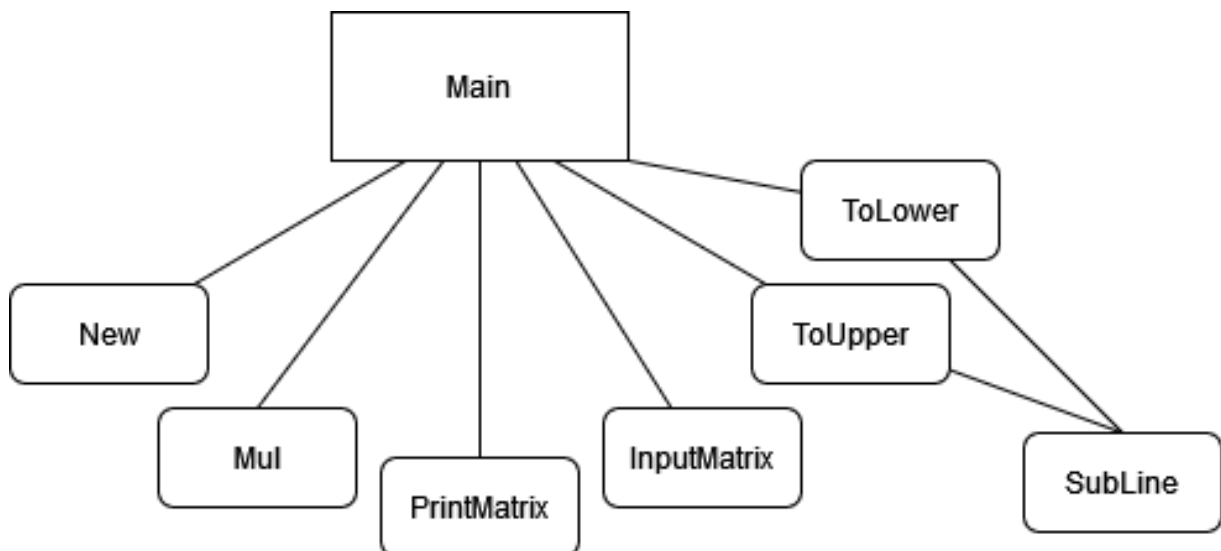 Main
ToLower
New
ToUpper
Mul
InputMatrix
PrintMatrix
SubLine